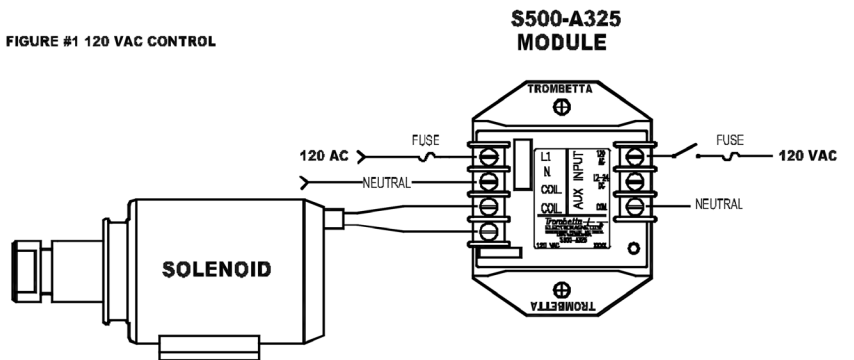 FIGURE #1 120 VAC CONTROL
S500-A325
MODULE
TROMBETTA
120 AC
FUSE
NEUTRAL
L1
N.
COIL
COIL
AUX INPUT
120
AC
12-24
DC
COM.
Trombetta
S500-A325
120 VAC
FUSE
120 VAC
NEUTRAL
TROMBETTA
SOLENOID